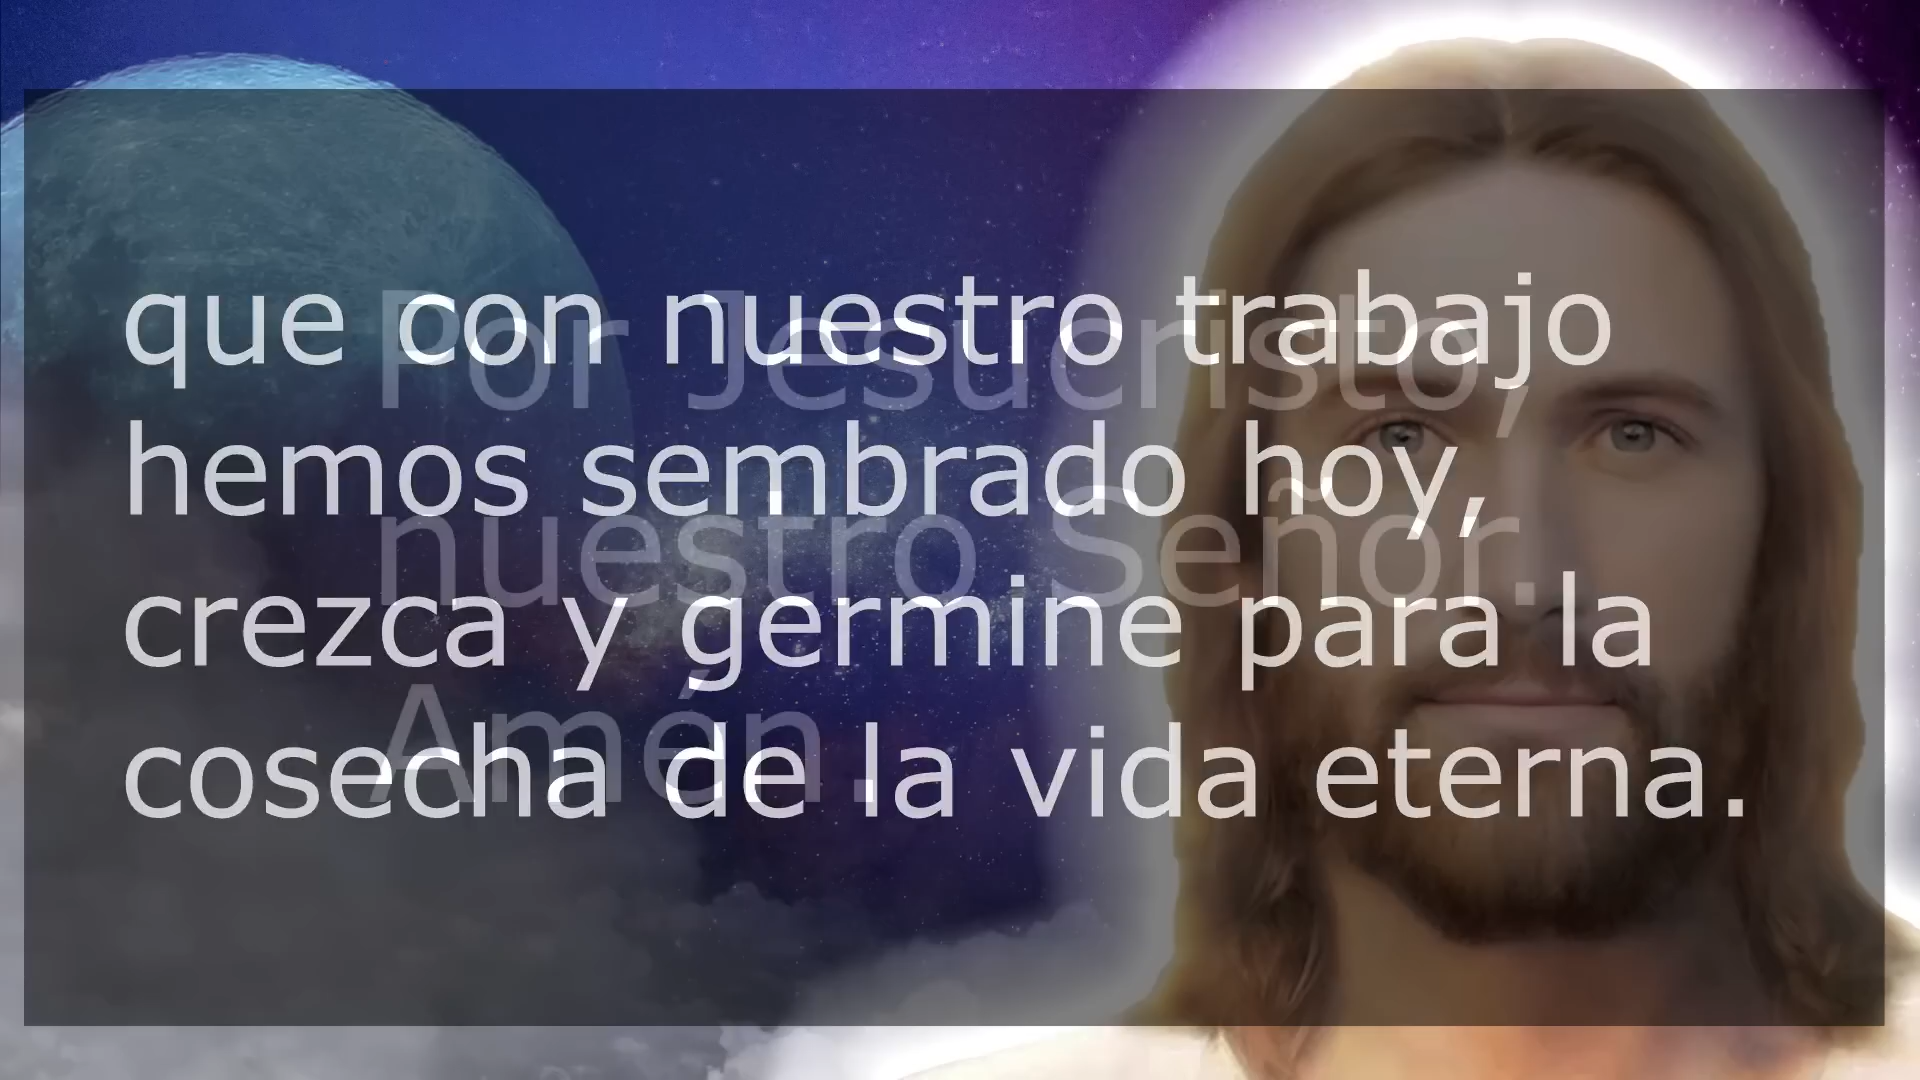 que con nuestro trabajo
hemos sembrado hoy,
crezca y germine para la
cosecha de la vida eterna.
Por Jesucristo,
nuestro Señor.
Amén.